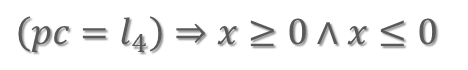 (pc = l₄) ⇒ x ≥ 0 ∧ x ≤ 0